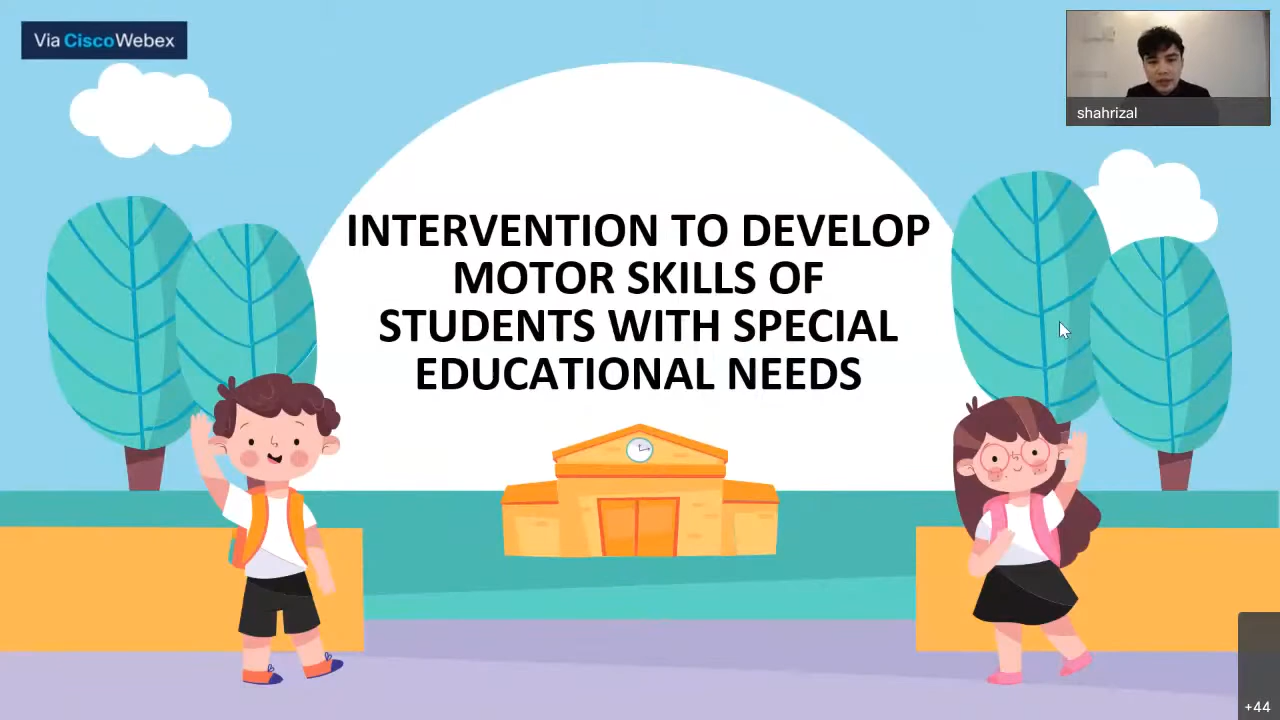 Via CiscoWebex
shahrizal
INTERVENTION TO DEVELOP
MOTOR SKILLS OF
STUDENTS WITH SPECIAL
EDUCATIONAL NEEDS
+44